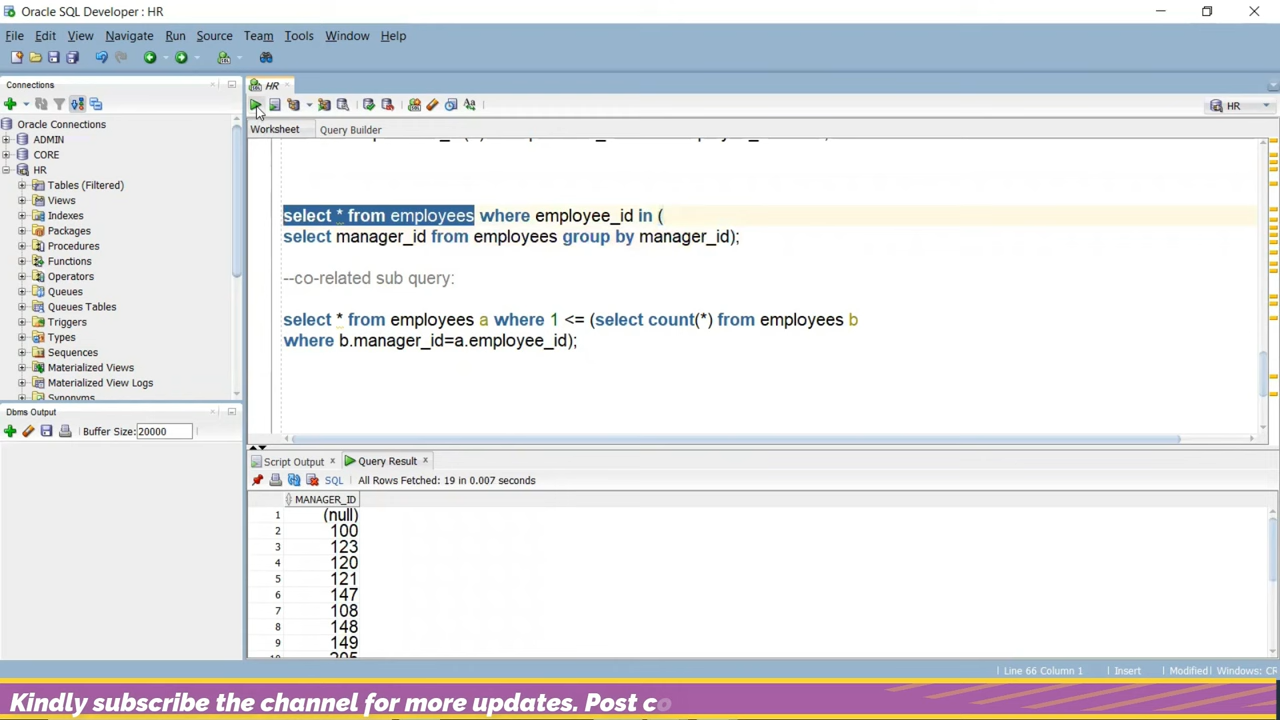 Oracle SQL Developer : HR
File Edit View Navigate Run Source Team Tools Window Help
Connections
HR
HR
Worksheet Query Builder
Oracle Connections
ADMIN
CORE
HR
Tables (Filtered)
Views
Indexes
Packages
Procedures
Functions
Operators
Queues
Queues Tables
Triggers
Types
Sequences
Materialized Views
Materialized View Logs
Synonyms
select * from employees where employee_id in (
select manager_id from employees group by manager_id);
--co-related sub query:
select * from employees a where 1 <= (select count(*) from employees b
where b.manager_id=a.employee_id);
Dbms Output
Buffer Size: 20000
Script Output Query Result
SQL All Rows Fetched: 19 in 0.007 seconds
MANAGER_ID
1 (null)
2 100
3 123
4 120
5 121
6 147
7 108
8 148
9 149
10 205
Line 66 Column 1 Insert Modified Windows: CR
Kindly subscribe the channel for more updates. Post co